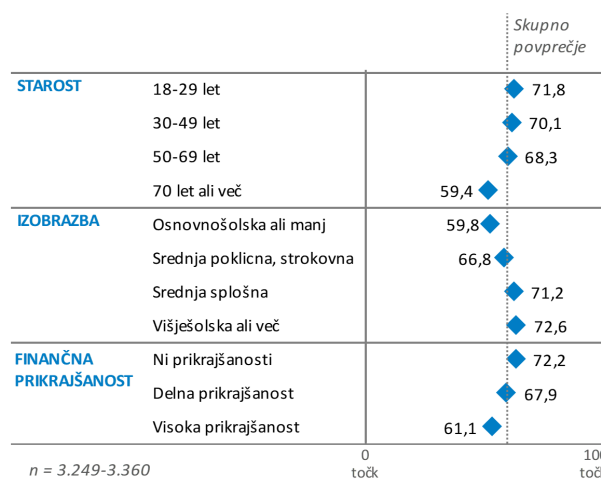 Skupno
povprečje
STAROST
18-29 let 71,8
30-49 let 70,1
50-69 let 68,3
70 let ali več 59,4
IZOBRAZBA
Osnovnošolska ali manj 59,8
Srednja poklicna, strokovna 66,8
Srednja splošna 71,2
Višješolska ali več 72,6
FINANČNA
PRIKRAJŠANOST
Ni prikrajšanosti 72,2
Delna prikrajšanost 67,9
Visoka prikrajšanost 61,1
0
točk
n = 3.249-3.360